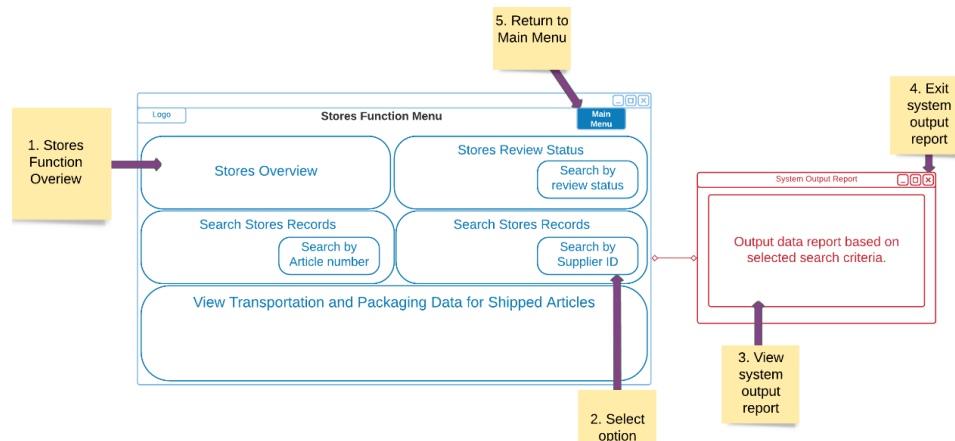 5. Return to
Main Menu
4. Exit
system
output
report
1. Stores
Function
Overiew
Logo
Stores Function Menu
Main
Menu
Stores Overview
Stores Review Status
Search by
review status
Search Stores Records
Search by
Article number
Search Stores Records
Search by
Supplier ID
View Transportation and Packaging Data for Shipped Articles
System Output Report
Output data report based on
selected search criteria.
3. View
system
output
report
2. Select
option